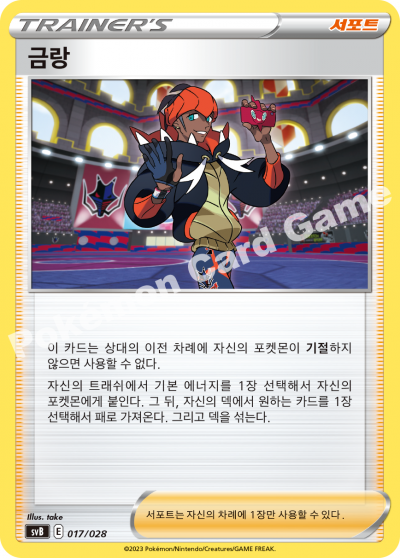 TRAINER'S
서포트
금랑
Pokémon Card Game
이 카드는 상대의 이전 차례에 자신의 포켓몬이 기절하지
않으면 사용할 수 없다.
자신의 트래쉬에서 기본 에너지를 1장 선택해서 자신의
포켓몬에게 붙인다. 그 뒤, 자신의 덱에서 원하는 카드를 1장
선택해서 패로 가져온다. 그리고 덱을 섞는다.
Illus. take
svB E 017/028
서포트는 자신의 차례에 1장만 사용할 수 있다.
©2023 Pokémon/Nintendo/Creatures/GAME FREAK.